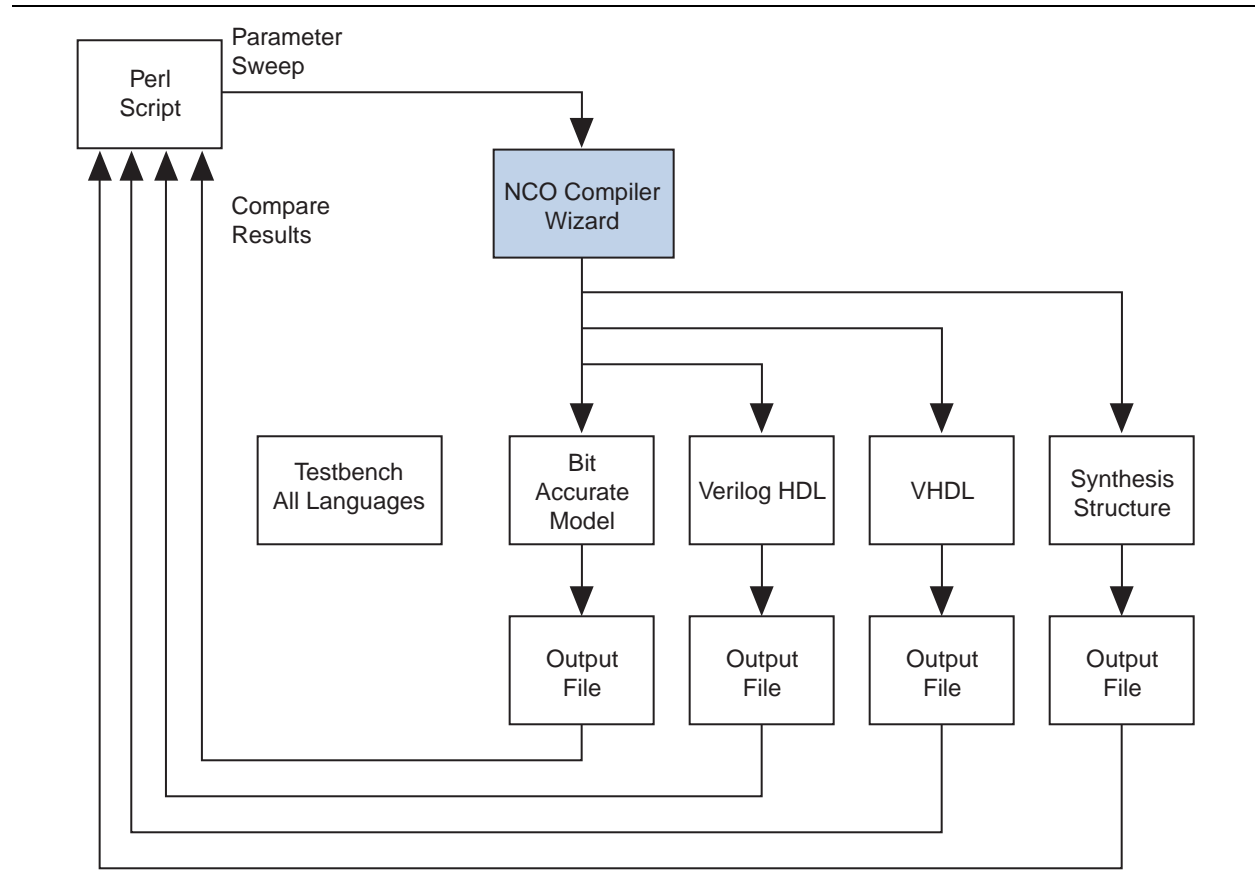 Parameter
Sweep
Perl
Script
NCO Compiler
Wizard
Compare
Results
Testbench
All Languages
Bit
Accurate
Model
Verilog HDL
VHDL
Synthesis
Structure
Output
File
Output
File
Output
File
Output
File